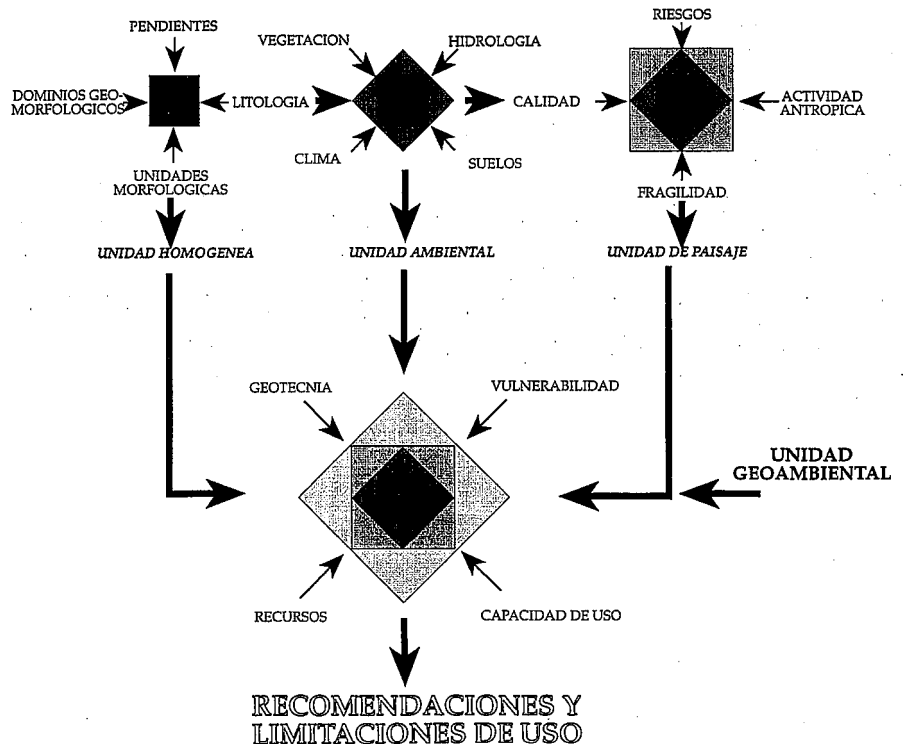 PENDIENTES
DOMINIOS GEO-
MORFOLOGICOS
LITOLOGIA
UNIDADES
MORFOLOGICAS
UNIDAD HOMOGENEA
VEGETACION
HIDROLOGIA
CLIMA
SUELOS
UNIDAD AMBIENTAL
CALIDAD
RIESGOS
ACTIVIDAD
ANTROPICA
FRAGILIDAD
UNIDAD DE PAISAJE
GEOTECNIA
VULNERABILIDAD
UNIDAD
GEOAMBIENTAL
RECURSOS
CAPACIDAD DE USO
RECOMENDACIONES Y
LIMITACIONES DE USO